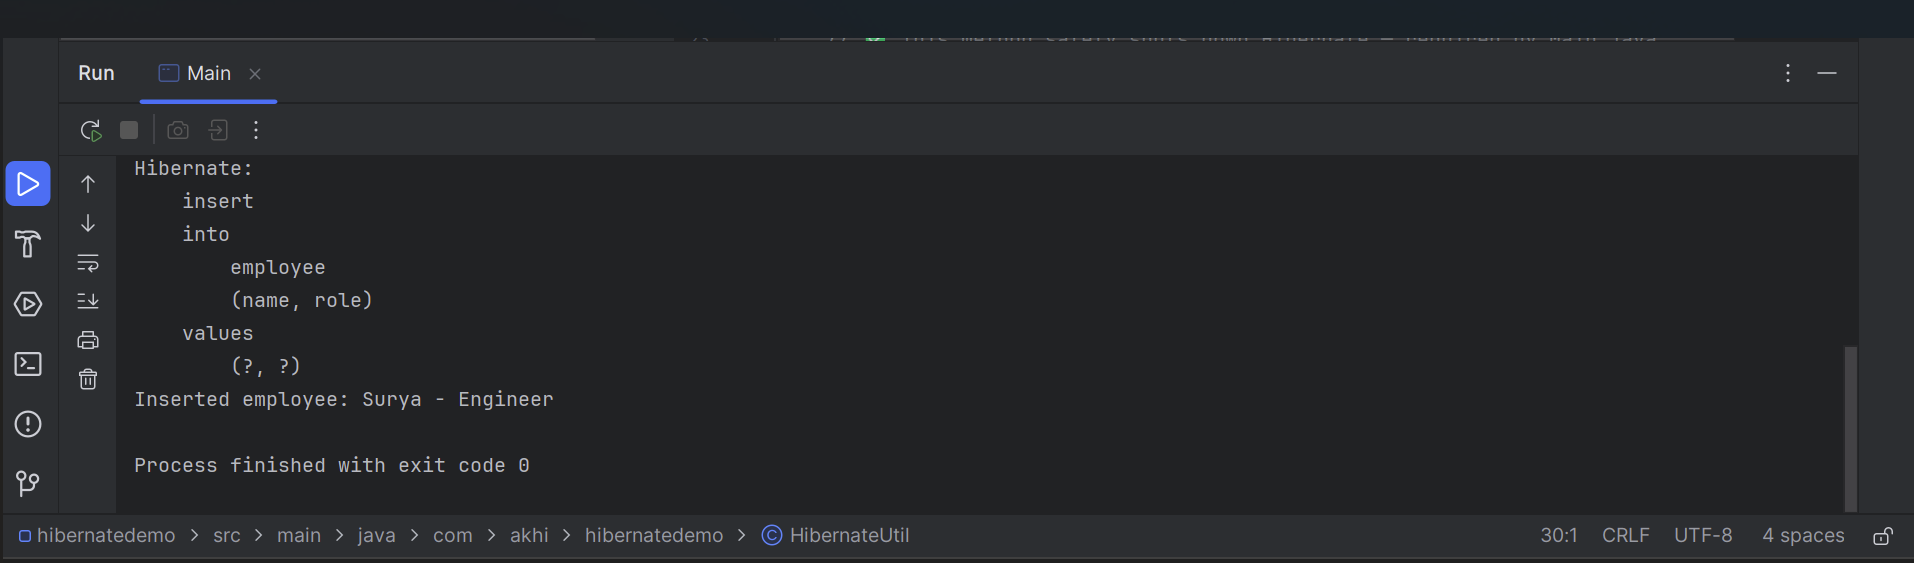 Run Main
Hibernate:
    insert
    into
        employee
        (name, role)
    values
        (?, ?)
Inserted employee: Surya - Engineer
Process finished with exit code 0
hibernatedemo > src > main > java > com > akhi > hibernatedemo > HibernateUtil 30:1 CRLF UTF-8 4 spaces